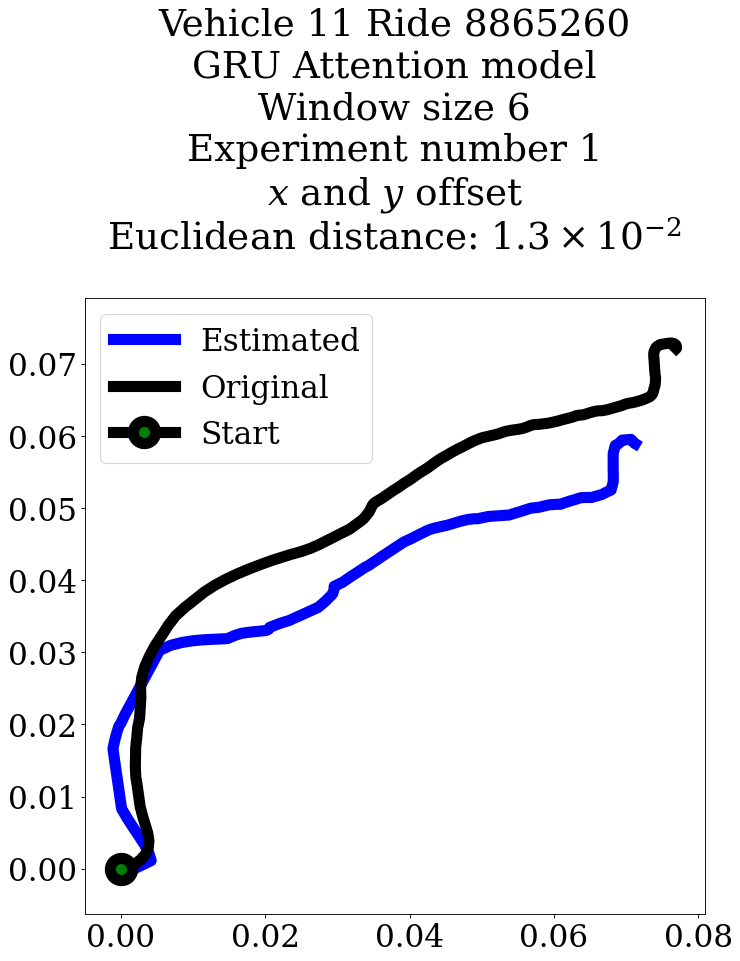 Vehicle 11 Ride 8865260
GRU Attention model
Window size 6
Experiment number 1
x and y offset
Euclidean distance: 1.3 × 10⁻²
Estimated
Original
Start
0.07
0.06
0.05
0.04
0.03
0.02
0.01
0.00
0.00 0.02 0.04 0.06 0.08